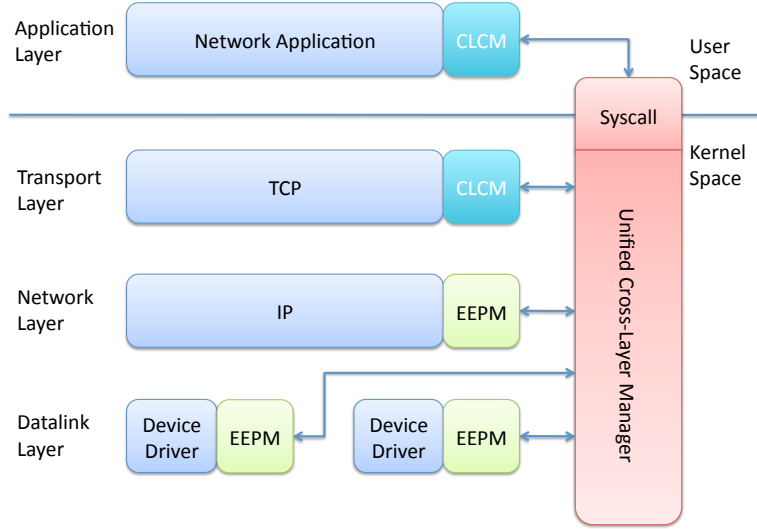 Application
Layer
Network Application
CLCM
User
Space
Syscall
Kernel
Space
Transport
Layer
TCP
CLCM
Unified Cross-Layer Manager
Network
Layer
IP
EEPM
Datalink
Layer
Device
Driver
EEPM
Device
Driver
EEPM